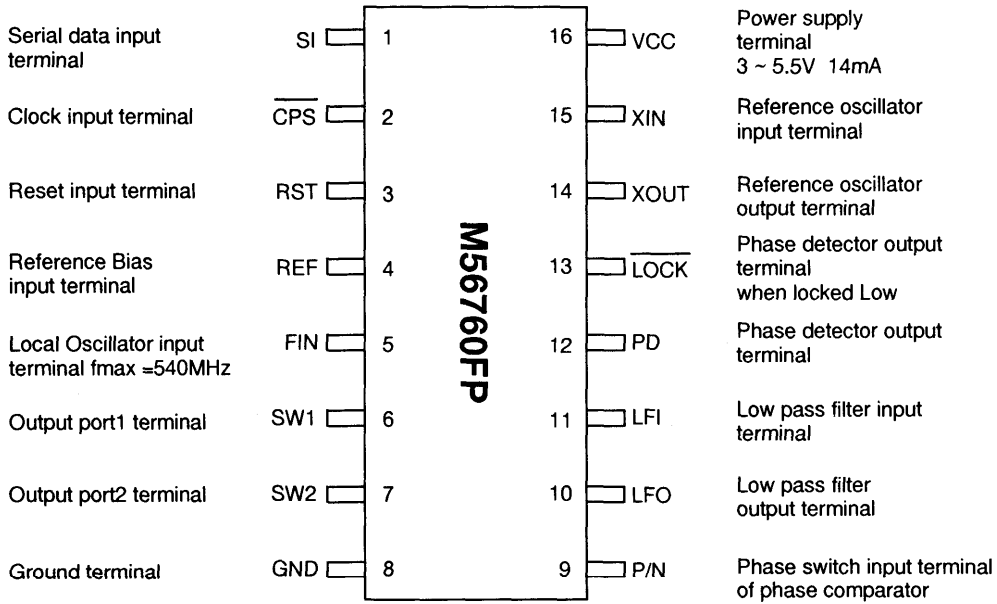 Serial data input
terminal
SI
1
16
VCC
Power supply
terminal
3 ~ 5.5V 14mA
Clock input terminal
CPS
2
15
XIN
Reference oscillator
input terminal
Reset input terminal
RST
3
14
XOUT
Reference oscillator
output terminal
Reference Bias
input terminal
REF
4
13
LOCK
Phase detector output
terminal
when locked Low
Local Oscillator input
terminal fmax =540MHz
FIN
5
12
PD
Phase detector output
terminal
Output port1 terminal
SW1
6
11
LFI
Low pass filter input
terminal
Output port2 terminal
SW2
7
10
LFO
Low pass filter
output terminal
Ground terminal
GND
8
9
P/N
Phase switch input terminal
of phase comparator
M56760FP